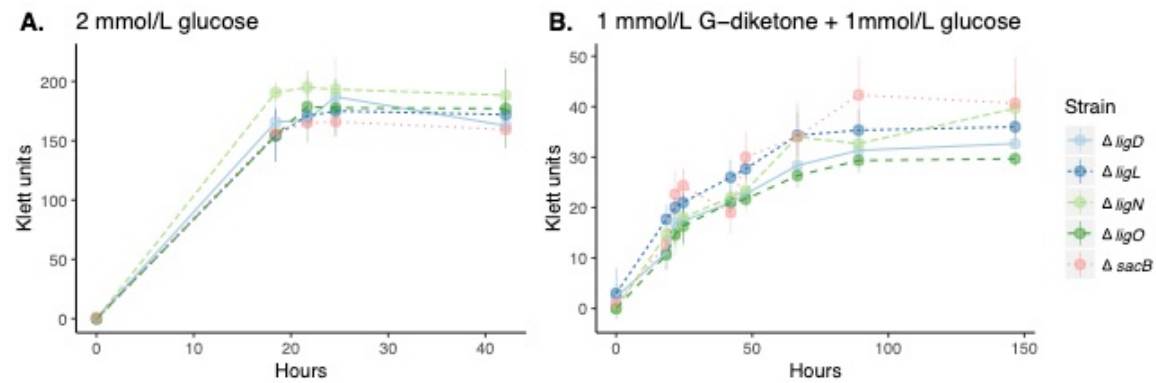 A. 2 mmol/L glucose
B. 1 mmol/L G−diketone + 1mmol/L glucose
Klett units
200
150
100
50
0
0 10 20 30 40
Hours
Klett units
50
40
30
20
10
0
0 50 100 150
Hours
Strain
Δ ligD
Δ ligL
Δ ligN
Δ ligO
Δ sacB